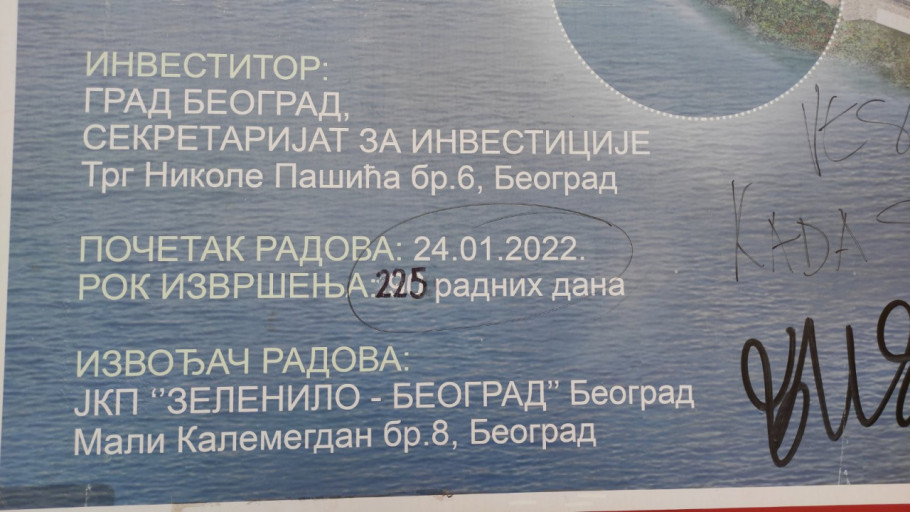 ИНВЕСТИТОР:
ГРАД БЕОГРАД,
СЕКРЕТАРИЈАТ ЗА ИНВЕСТИЦИЈЕ
Трг Николе Пашића бр.6, Београд
ПОЧЕТАК РАДОВА: 24.01.2022.
РОК ИЗВРШЕЊА: 225 радних дана
ИЗВОЂАЧ РАДОВА:
ЈКП ‘’ЗЕЛЕНИЛО - БЕОГРАД’’ Београд
Мали Калемегдан бр.8, Београд
KADA